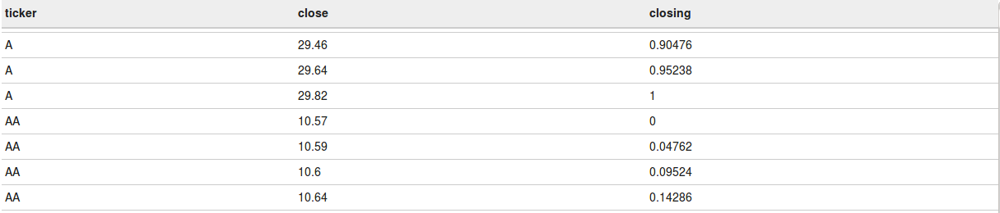 ticker close closing
A 29.46 0.90476
A 29.64 0.95238
A 29.82 1
AA 10.57 0
AA 10.59 0.04762
AA 10.6 0.09524
AA 10.64 0.14286